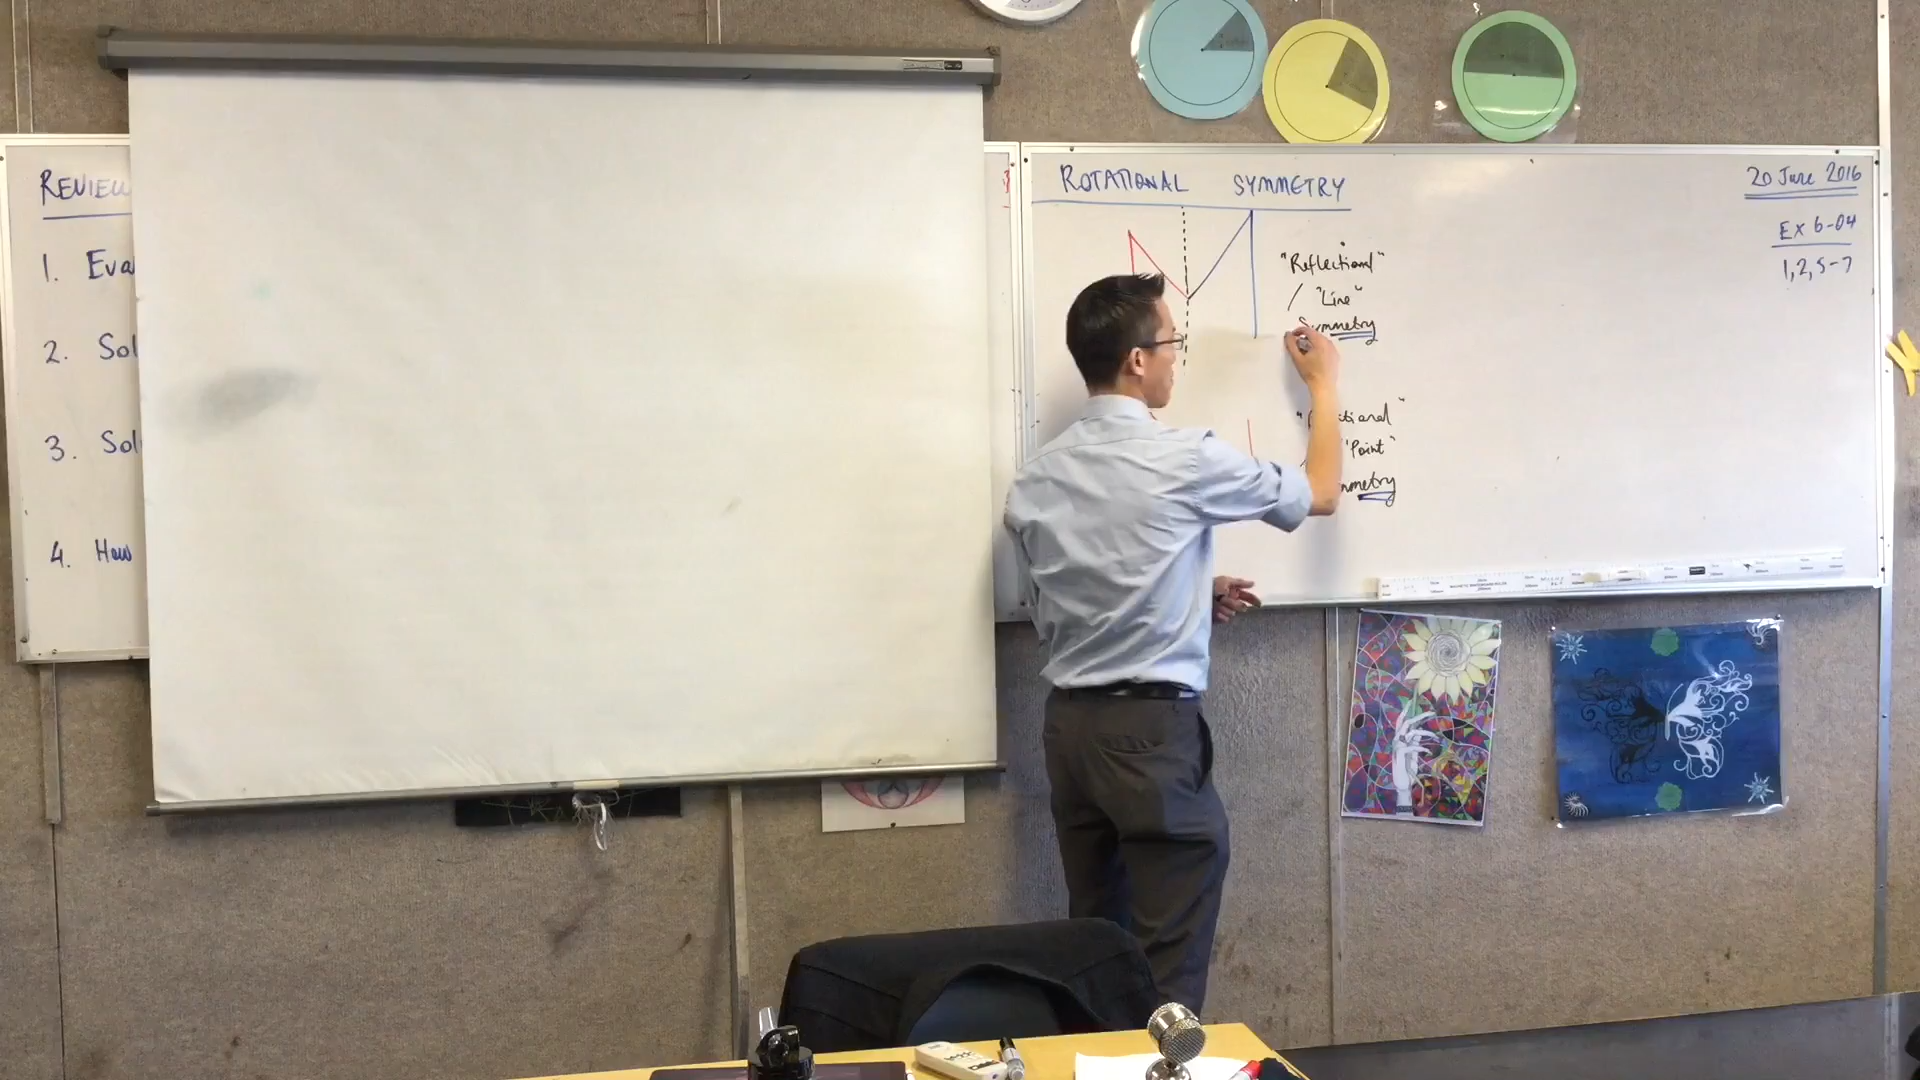 REVIEW
1. Eva
2. Sol
3. Sol
4. How
ROTATIONAL SYMMETRY
"Reflectional"
/ "Line"
Symmetry
"Point"
metry
20 June 2016
Ex 6-04
1, 2, 5-7